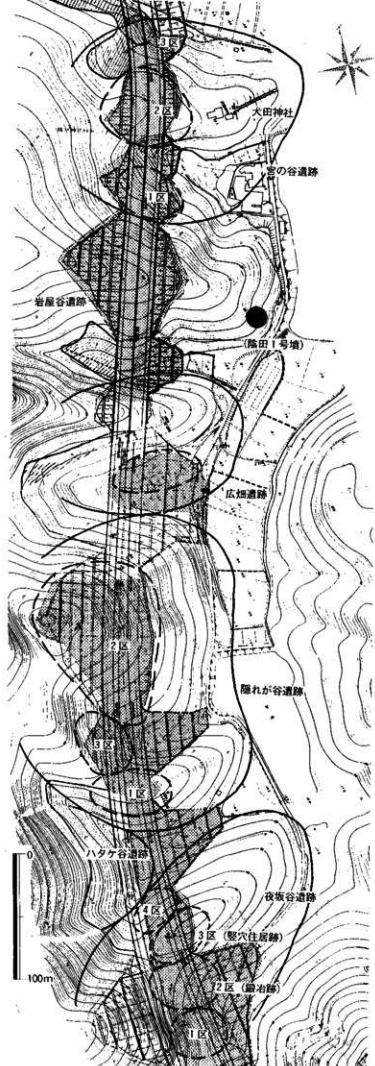 3区
2区
犬田神社
宮の谷遺跡
1区
岩屋谷遺跡
(陰田1号墳)
広畑遺跡
2区
隠れが谷遺跡
3区
1区
ハタケ谷遺跡
0
夜坂谷遺跡
4区
3区(竪穴住居跡)
100m
2区(鍛冶跡)
1区